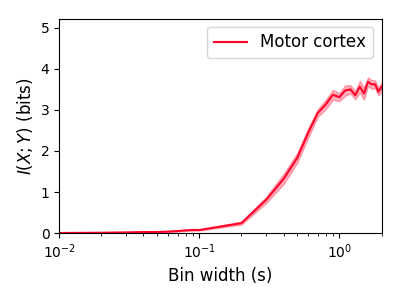 5
4
3
2
1
0
I(X; Y) (bits)
Motor cortex
10⁻² 10⁻¹ 10⁰
Bin width (s)